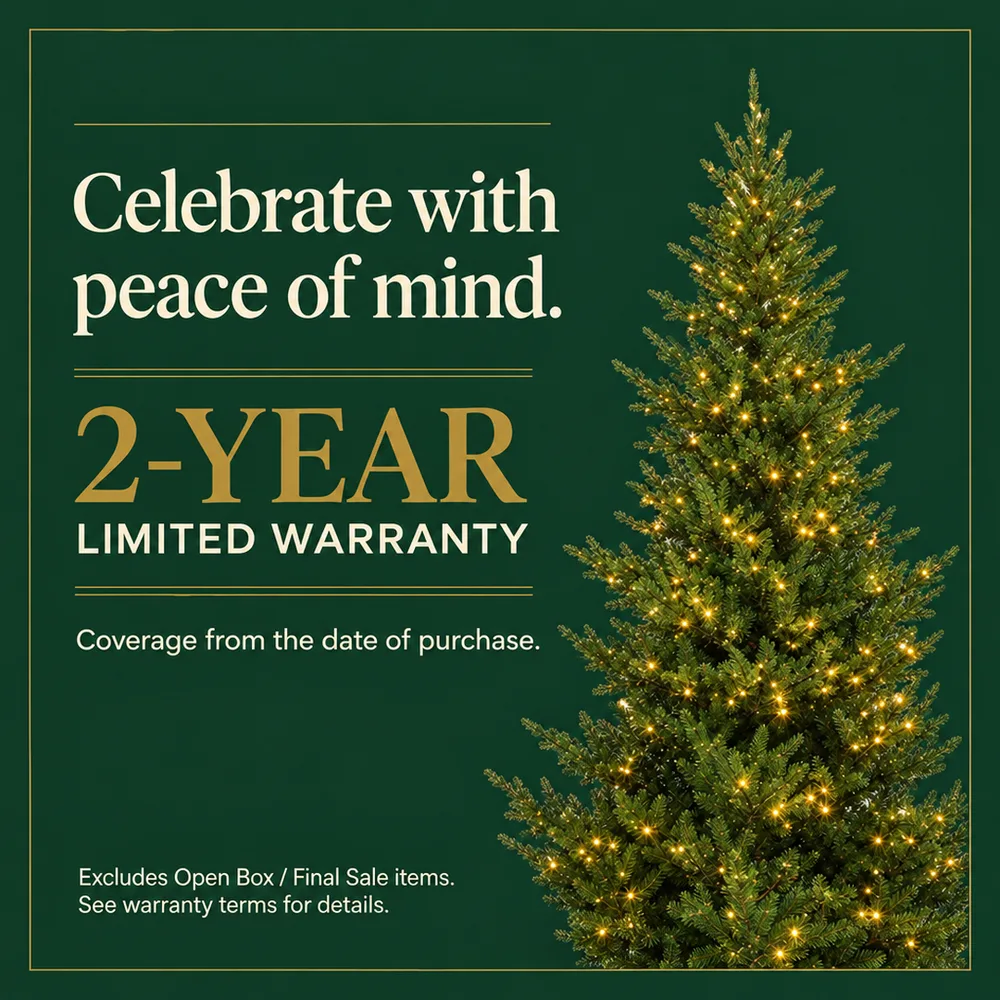 Celebrate with
peace of mind.
2-YEAR
LIMITED WARRANTY
Coverage from the date of purchase.
Excludes Open Box / Final Sale items.
See warranty terms for details.